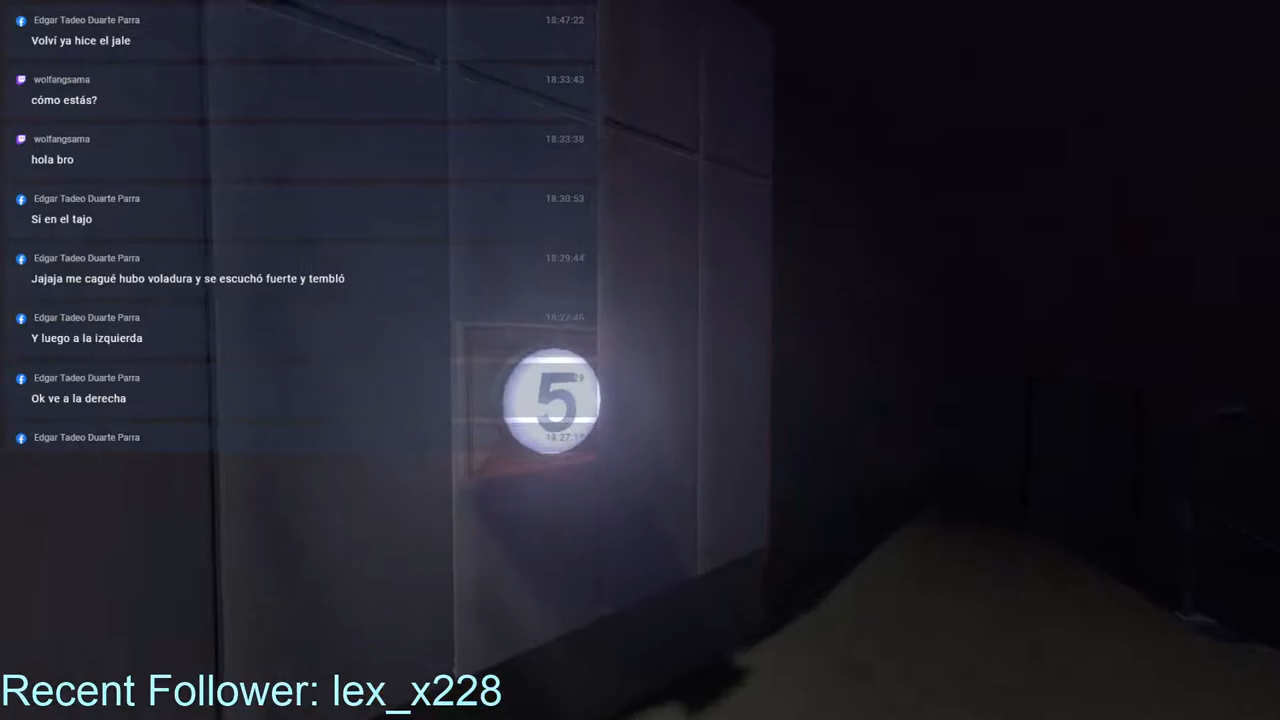 Edgar Tadeo Duarte Parra 18:47:22
Volví ya hice el jale
wolfangsama 18:33:43
cómo estás?
wolfangsama 18:33:38
hola bro
Edgar Tadeo Duarte Parra 18:30:53
Si en el tajo
Edgar Tadeo Duarte Parra 18:29:44
Jajaja me cagué hubo voladura y se escuchó fuerte y tembló
Edgar Tadeo Duarte Parra 18:27:45
Y luego a la izquierda
Edgar Tadeo Duarte Parra
Ok ve a la derecha
Edgar Tadeo Duarte Parra
5
Recent Follower: lex_x228